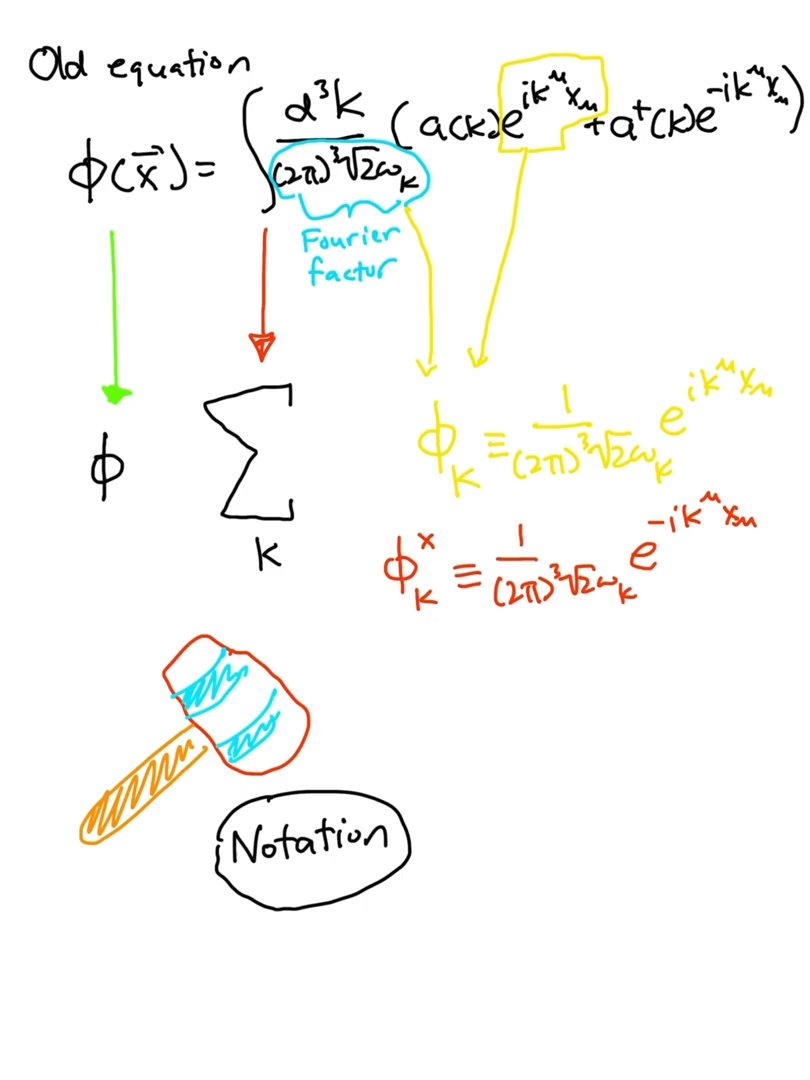 Old equation
ϕ(x⃗) = ∫ d³k / (2π)³√2ω_k (a(k)e^{ik^μx_μ} + a†(k)e^{-ik^μx_μ})
Fourier
factor
ϕ
∑_k
ϕ_k ≡ 1 / (2π)³√2ω_k e^{ik^μx_μ}
ϕ_k^x ≡ 1 / (2π)³√2ω_k e^{-ik^μx_μ}
Notation